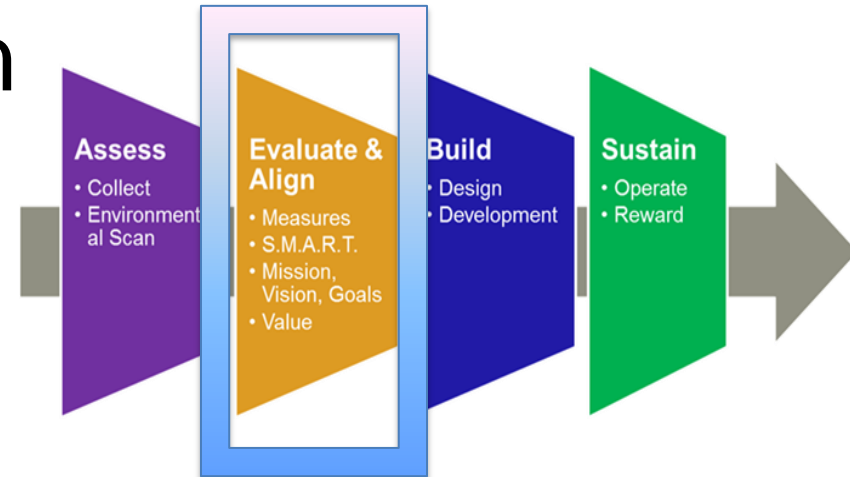 n
Assess
• Collect
• Environment
al Scan
Evaluate &
Align
• Measures
• S.M.A.R.T.
• Mission,
Vision, Goals
• Value
Build
• Design
• Development
Sustain
• Operate
• Reward